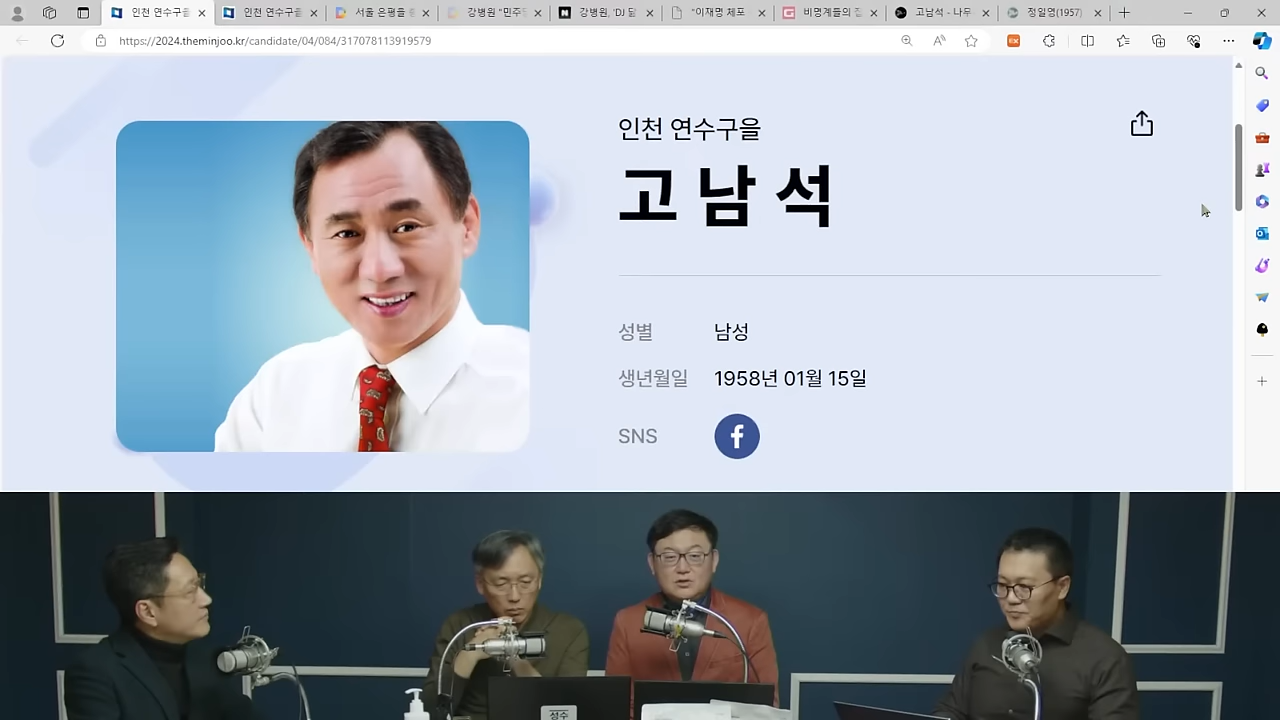 인천 연수구을
인천 연수구을
서울 은평을
강병원 "민주당
강병원, 'DJ
"이재명 체포
비명계들의
고남석 - 나무
정일영(1957)
https://2024.theminjoo.kr/candidate/04/084/317078113919579
인천 연수구을
고남석
성별 남성
생년월일 1958년 01월 15일
SNS
성수